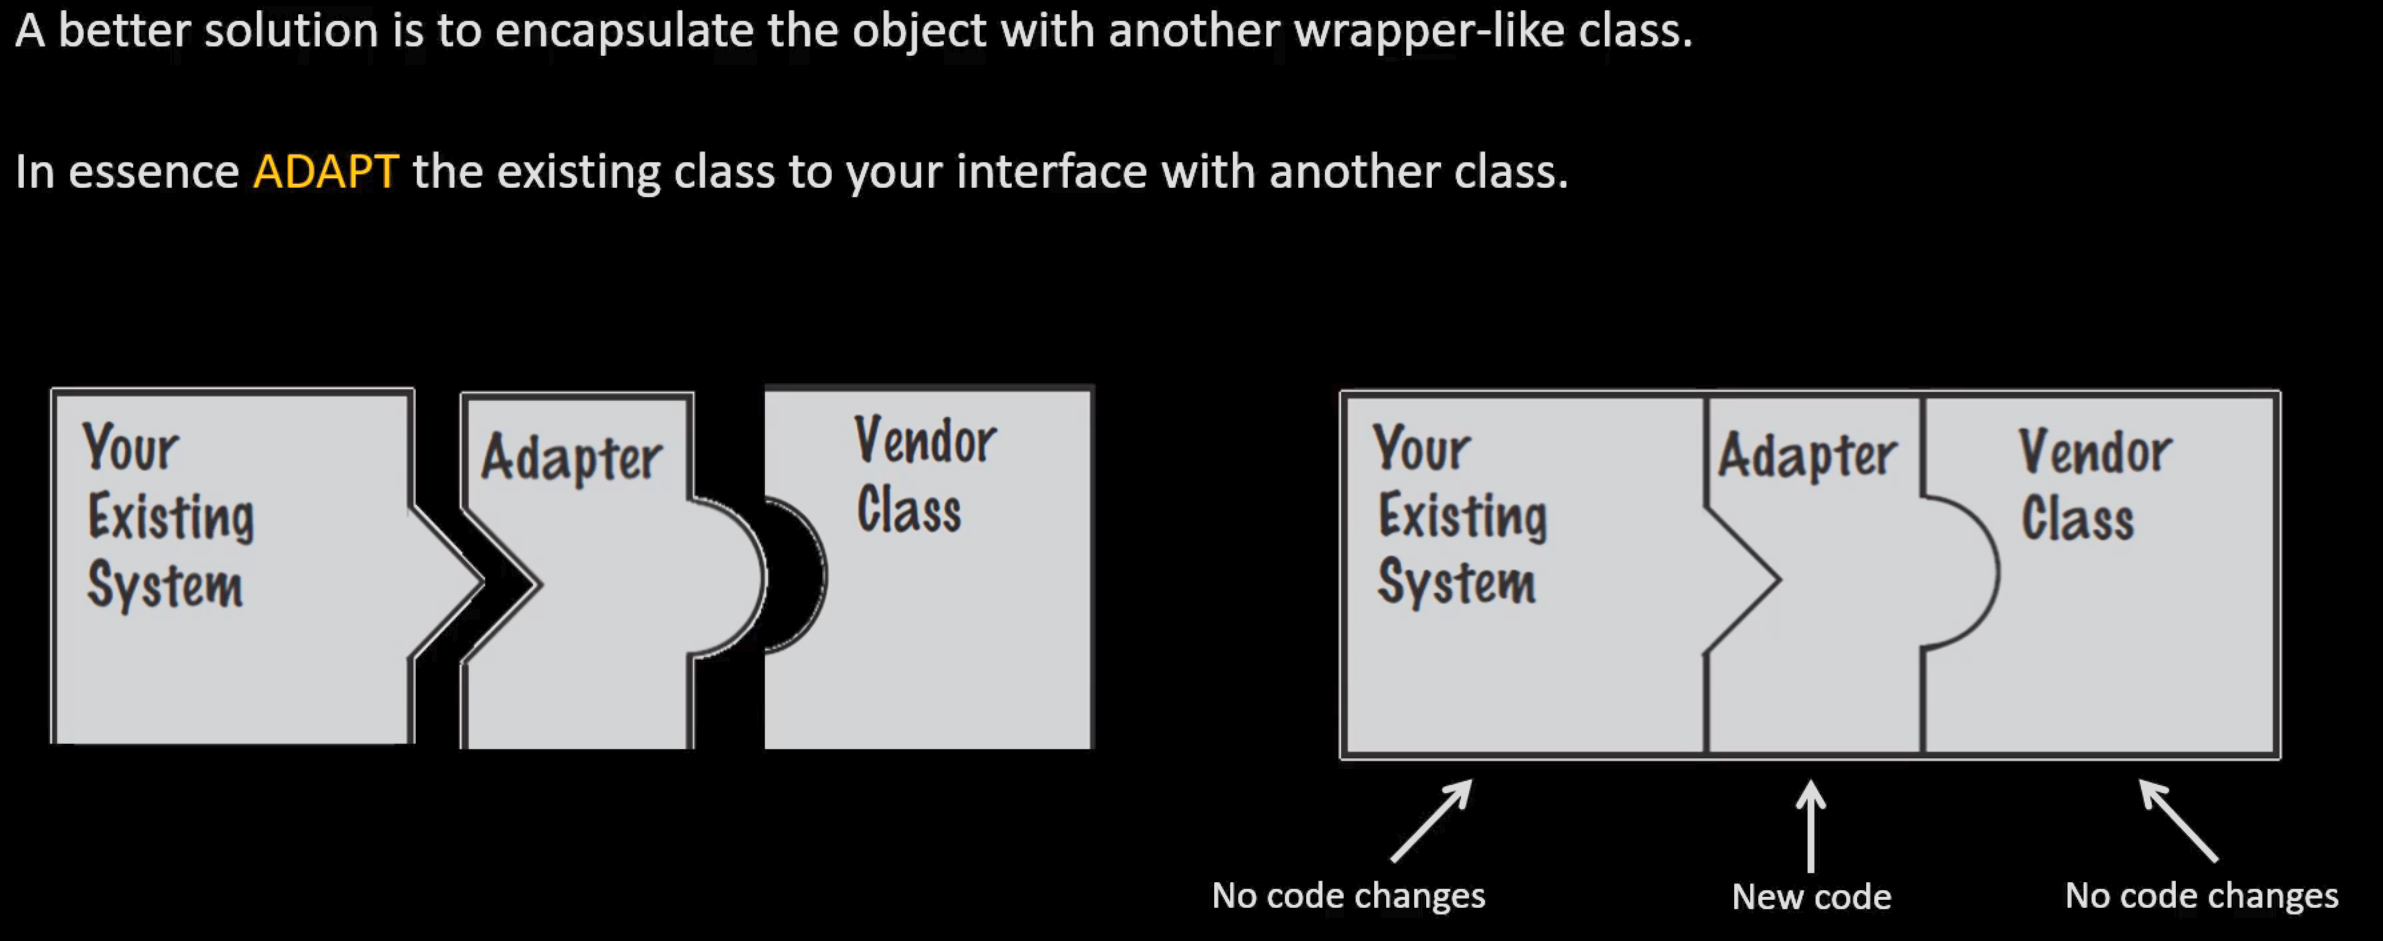 A better solution is to encapsulate the object with another wrapper-like class.
In essence ADAPT the existing class to your interface with another class.
Your
Existing
System
Adapter
Vendor
Class
Your
Existing
System
Adapter
Vendor
Class
No code changes
New code
No code changes